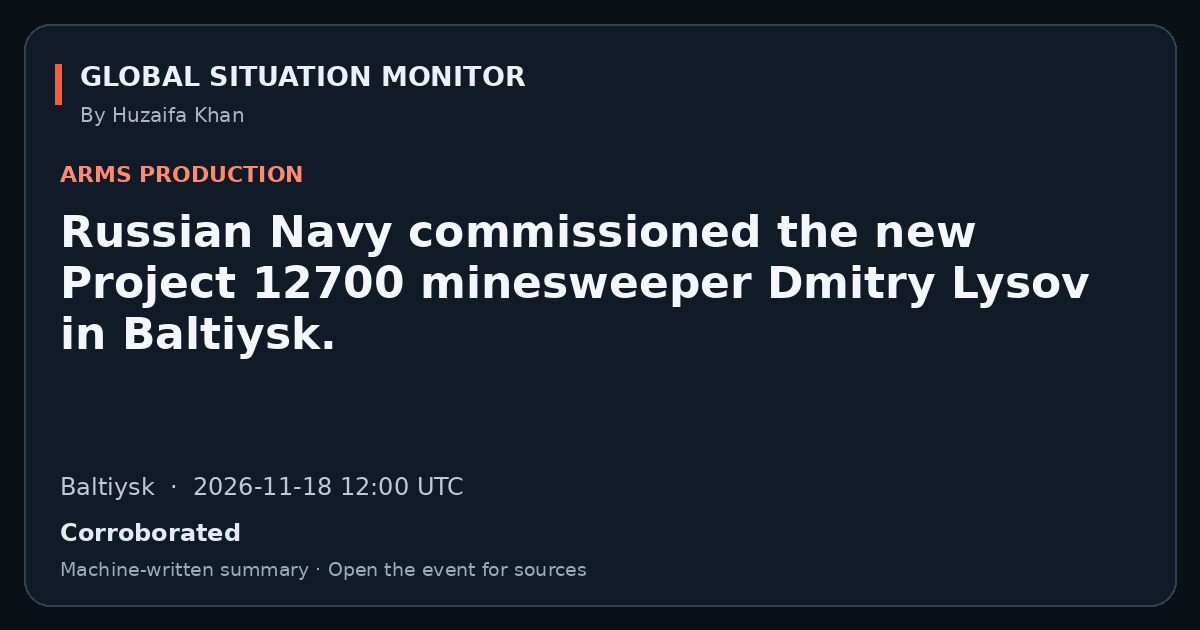 GLOBAL SITUATION MONITOR
By Huzaifa Khan
ARMS PRODUCTION
Russian Navy commissioned the new
Project 12700 minesweeper Dmitry Lysov
in Baltiysk.
Baltiysk · 2026-11-18 12:00 UTC
Corroborated
Machine-written summary · Open the event for sources